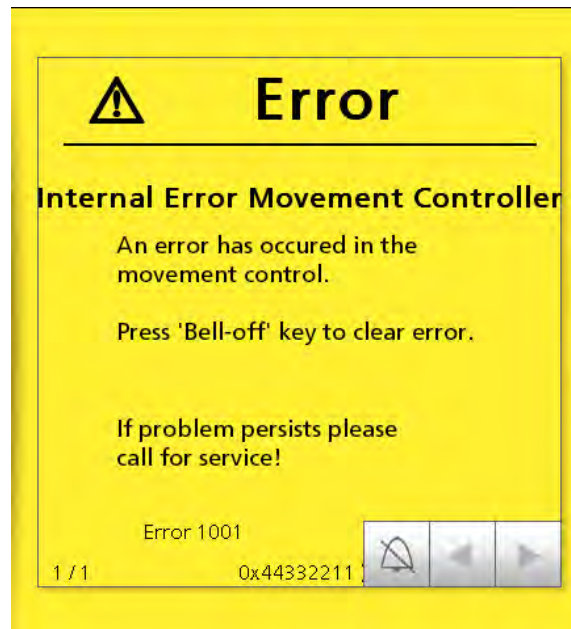 Error
Internal Error Movement Controller
An error has occured in the
movement control.
Press 'Bell-off' key to clear error.
If problem persists please
call for service!
Error 1001
1 / 1
0x44332211